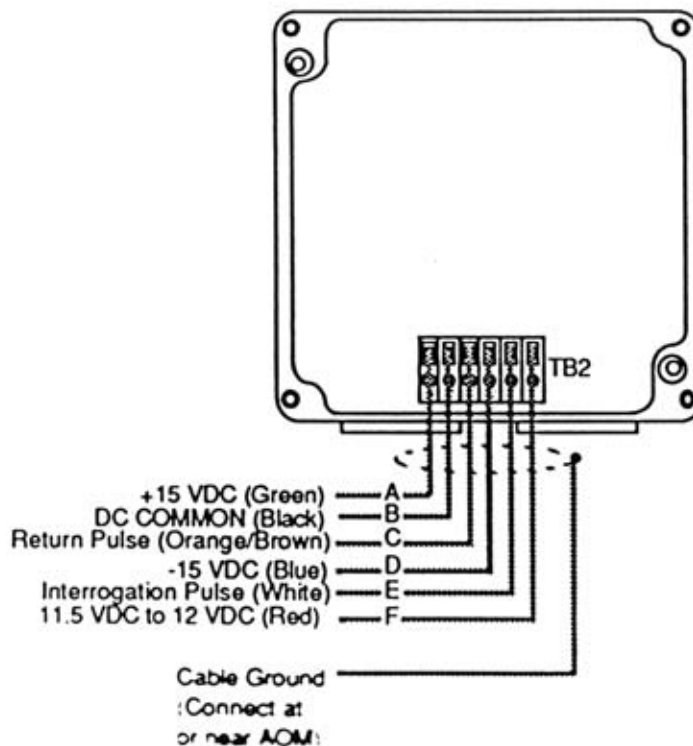 TB2
+15 VDC (Green) A
DC COMMON (Black) B
Return Pulse (Orange/Brown) C
-15 VDC (Blue) D
Interrogation Pulse (White) E
11.5 VDC to 12 VDC (Red) F
Cable Ground
Connect at
or near AOM